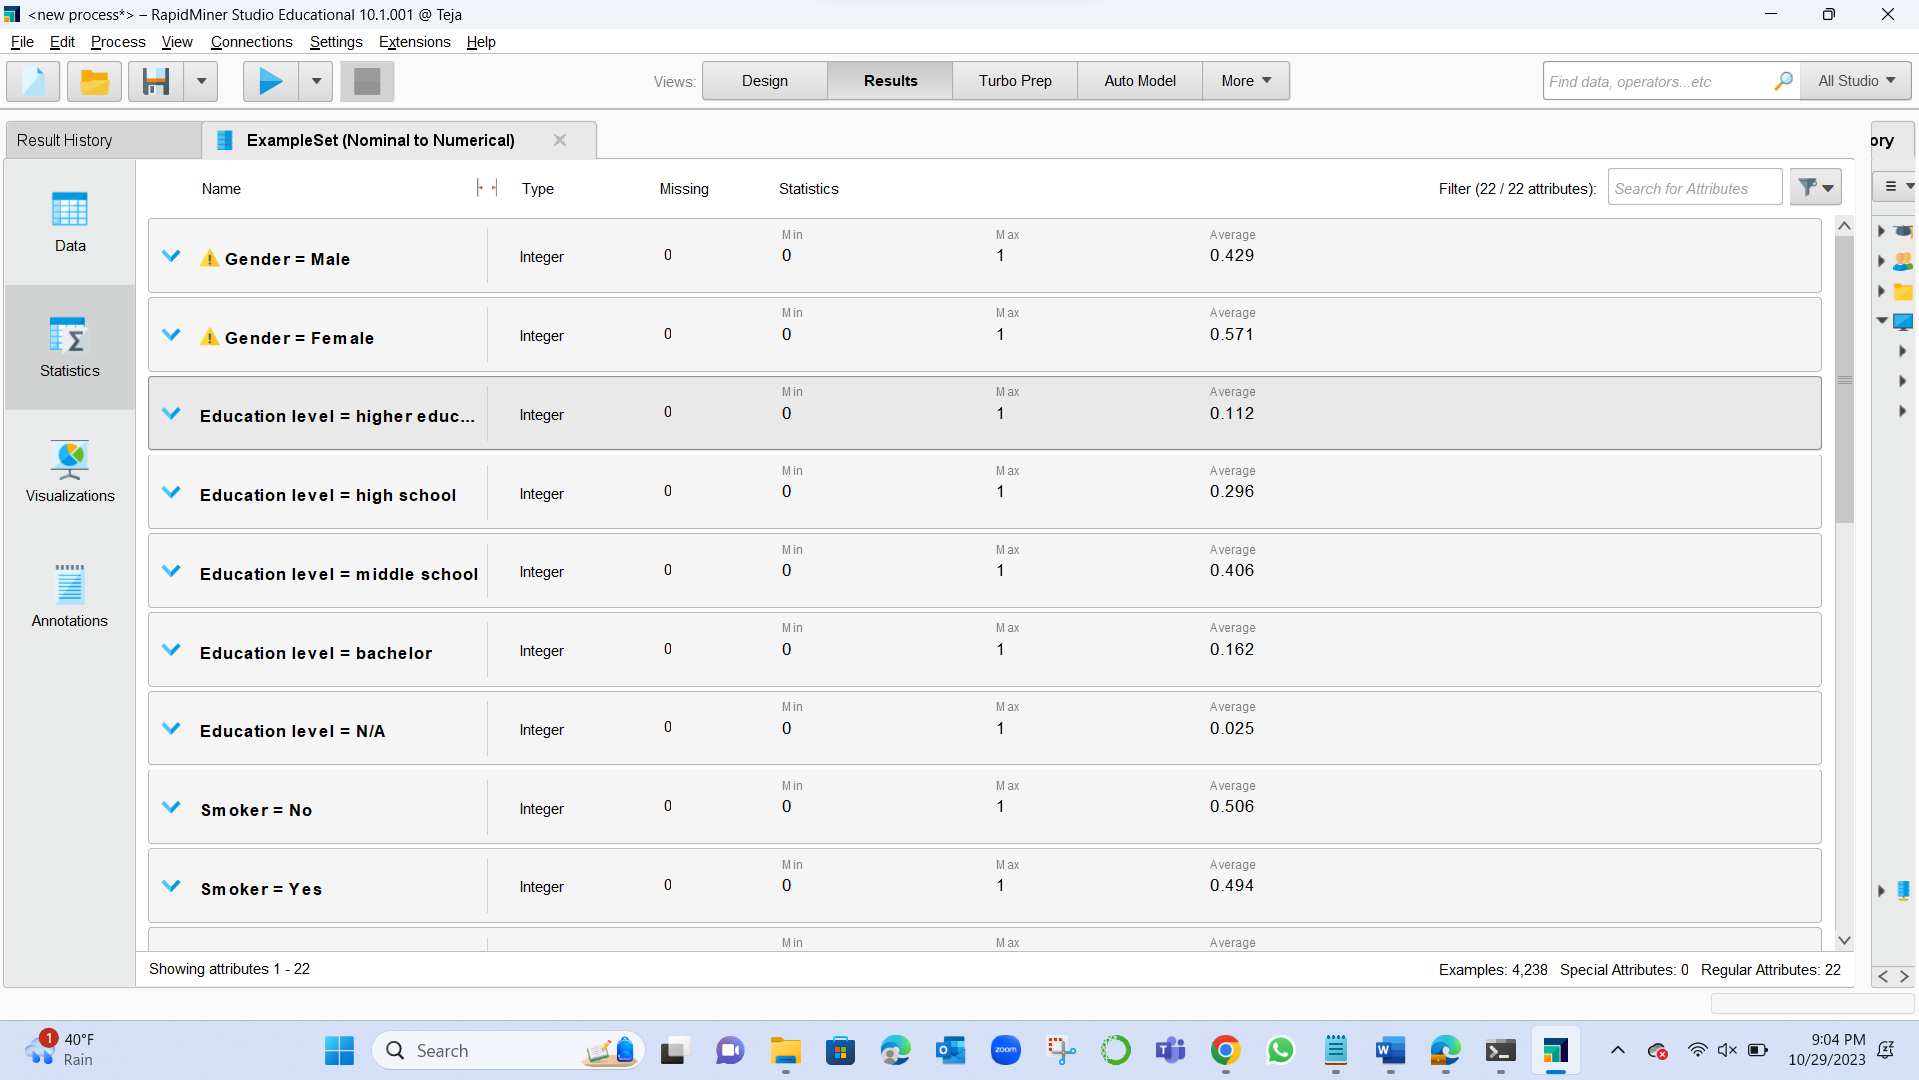 <new process*> – RapidMiner Studio Educational 10.1.001 @ Teja
File Edit Process View Connections Settings Extensions Help
Views: Design Results Turbo Prep Auto Model More Find data, operators...etc All Studio
Result History ExampleSet (Nominal to Numerical) ory
Name Type Missing Statistics Filter (22 / 22 attributes): Search for Attributes
Data
Statistics
Visualizations
Annotations
Min Max Average
Gender = Male Integer 0 0 1 0.429
Min Max Average
Gender = Female Integer 0 0 1 0.571
Min Max Average
Education level = higher educ... Integer 0 0 1 0.112
Min Max Average
Education level = high school Integer 0 0 1 0.296
Min Max Average
Education level = middle school Integer 0 0 1 0.406
Min Max Average
Education level = bachelor Integer 0 0 1 0.162
Min Max Average
Education level = N/A Integer 0 0 1 0.025
Min Max Average
Smoker = No Integer 0 0 1 0.506
Min Max Average
Smoker = Yes Integer 0 0 1 0.494
Min Max Average
Showing attributes 1 - 22 Examples: 4,238 Special Attributes: 0 Regular Attributes: 22
1 40°F
Rain
Search
zoom
9:04 PM
10/29/2023